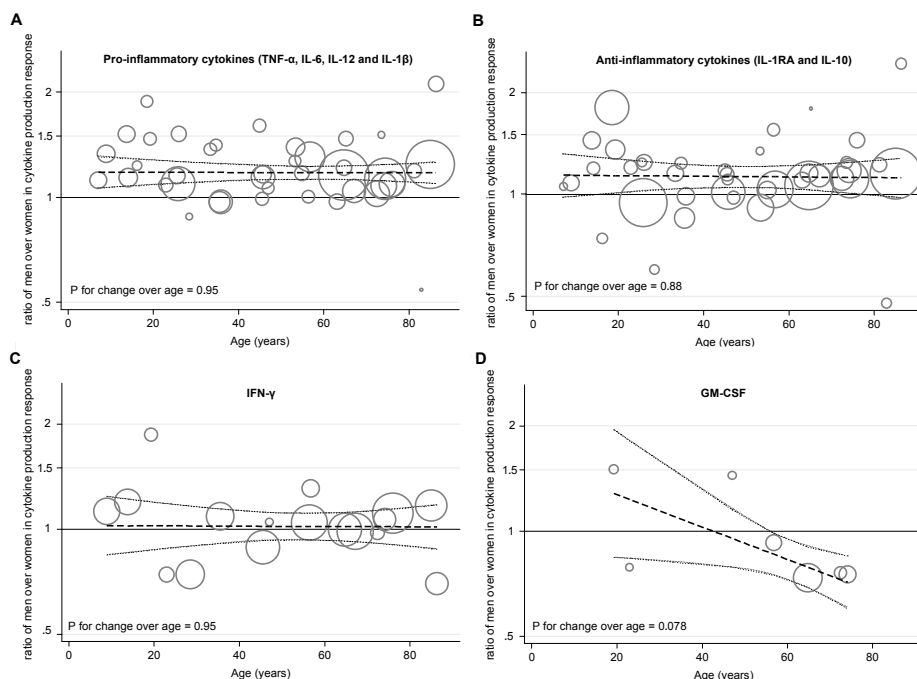 A
Pro-inflammatory cytokines (TNF-α, IL-6, IL-12 and IL-1β)
ratio of men over women in cytokine production response
2
1.5
1
.5
P for change over age = 0.95
0 20 40 60 80
Age (years)
B
Anti-inflammatory cytokines (IL-1RA and IL-10)
ratio of men over women in cytokine production response
2
1.5
1
.5
P for change over age = 0.88
0 20 40 60 80
Age (years)
C
IFN-γ
ratio of men over women in cytokine production response
2
1.5
1
.5
P for change over age = 0.95
0 20 40 60 80
Age (years)
D
GM-CSF
ratio of men over women in cytokine production response
2
1.5
1
.5
P for change over age = 0.078
0 20 40 60 80
Age (years)